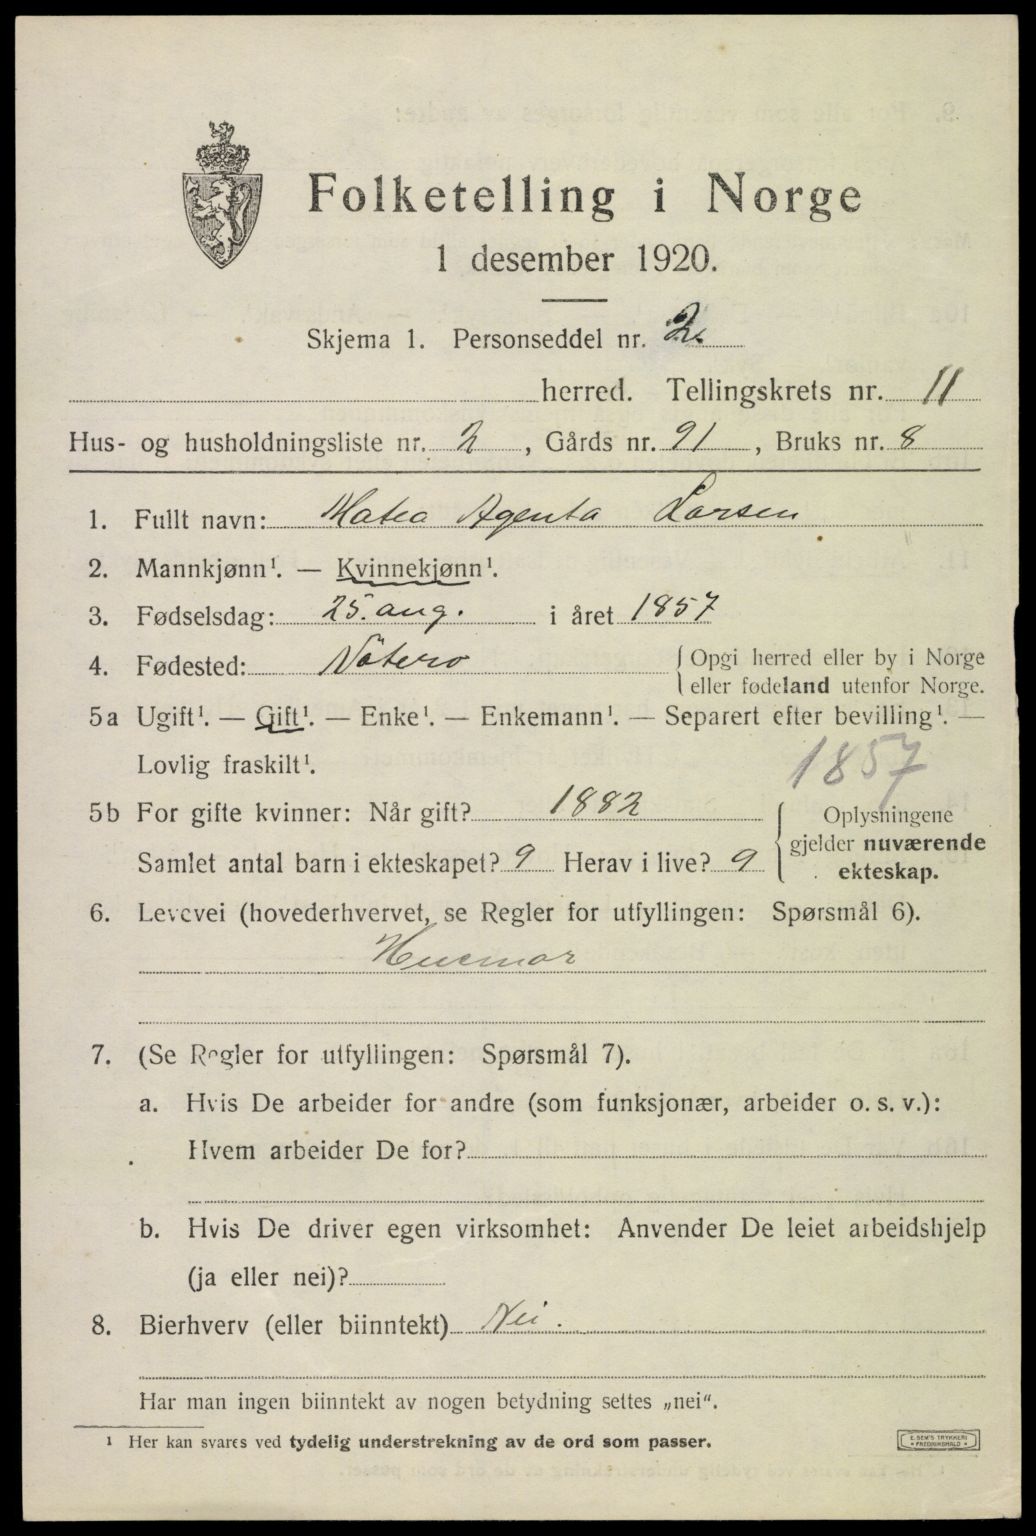 Folketelling i Norge
1 desember 1920.
Skjema 1. Personseddel nr. 2.
herred. Tellingskrets nr. 11
Hus- og husholdningsliste nr. 2, Gårds nr. 91, Bruks nr. 8
1. Fullt navn: Matea Agenta Larsen
2. Mannkjønn¹. — Kvinnekjønn¹.
3. Fødselsdag: 25. aug. i året 1857
4. Fødested: Nøterø { Opgi herred eller by i Norge
eller fødeland utenfor Norge.
5a Ugift¹. — Gift¹. — Enke¹. — Enkemann¹. — Separert efter bevilling¹. —
Lovlig fraskilt¹.
1857
5b For gifte kvinner: Når gift? 1882 Oplysningene
gjelder nuværende
Samlet antal barn i ekteskapet? 9 Herav i live? 9 ekteskap.
6. Levevei (hovederhvervet, se Regler for utfyllingen: Spørsmål 6).
Huemor
7. (Se Regler for utfyllingen: Spørsmål 7).
a. Hvis De arbeider for andre (som funksjonær, arbeider o. s. v.):
Hvem arbeider De for?
b. Hvis De driver egen virksomhet: Anvender De leiet arbeidshjelp
(ja eller nei)?
8. Bierhverv (eller biinntekt) Nei.
Har man ingen biinntekt av nogen betydning settes „nei".
¹ Her kan svares ved tydelig understrekning av de ord som passer.
E. SEM'S TRYKKERI
FREDRIKSHALD